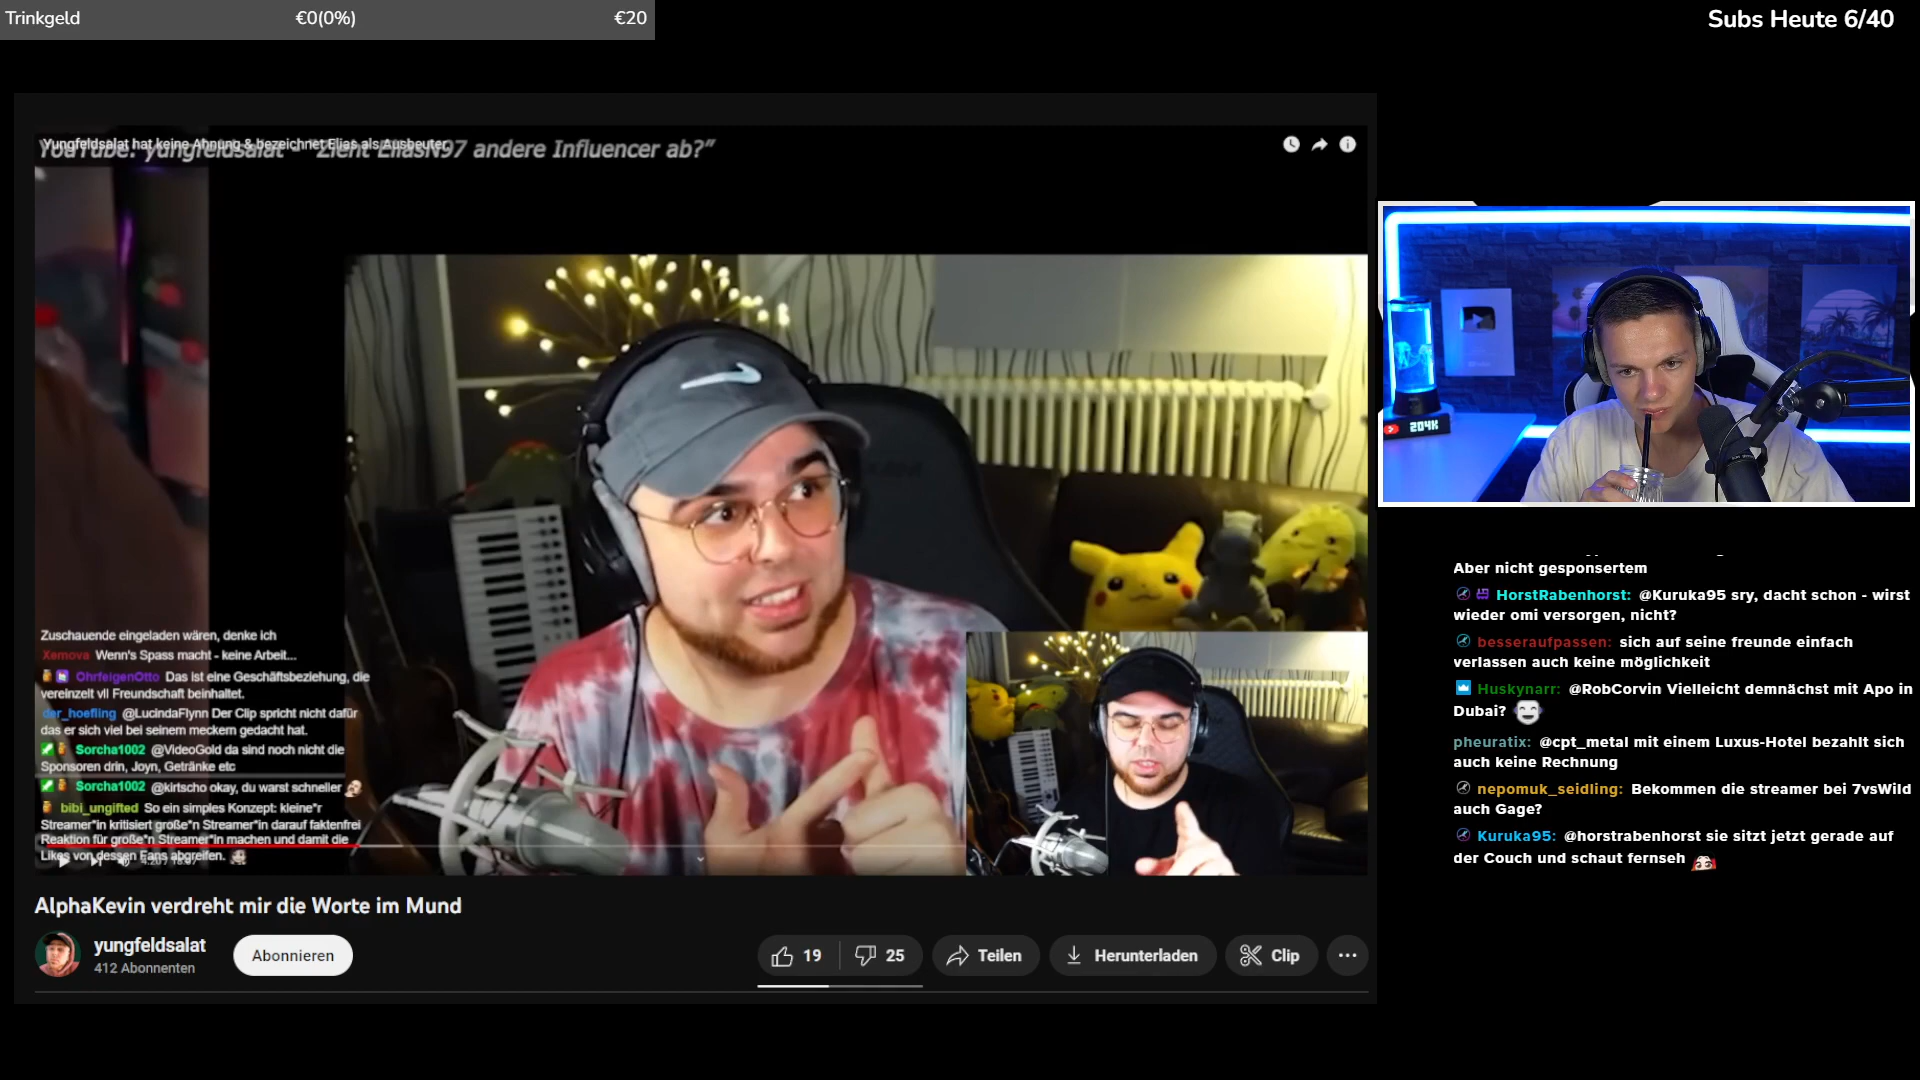 Trinkgeld €0(0%) €20
Subs Heute 6/40
Yungfeldsalat hat keine Ahnung & bezeichnet Elias als Ausbeuter
YouTube: yungfeldsalat - "Zieht EliasN97 andere Influencer ab?"
Zuschauende eingeladen wären, denke ich
Xemova Wenn's Spass macht - keine Arbeit...
OhrfeigenOtto Das ist eine Geschäftsbeziehung, die
vereinzelt vll Freundschaft beinhaltet.
der_hoefling @LucindaFlynn Der Clip spricht nicht dafür
das er sich viel bei seinem meckern gedacht hat.
Sorcha1002 @VideoGold da sind noch nicht die
Sponsoren drin, Joyn, Getränke etc
Sorcha1002 @kirtscho okay, du warst schneller
bibi_ungifted So ein simples Konzept: kleine*r
Streamer*in kritisiert große*n Streamer*in darauf faktenfrei
Reaktion für große*n Streamer*in machen und damit die
Likes von dessen Fans abgreifen.
AlphaKevin verdreht mir die Worte im Mund
yungfeldsalat
412 Abonnenten
Abonnieren
19 25 Teilen Herunterladen Clip
204K
Aber nicht gesponsertem
HorstRabenhorst: @Kuruka95 sry, dacht schon - wirst
wieder omi versorgen, nicht?
besseraufpassen: sich auf seine freunde einfach
verlassen auch keine möglichkeit
Huskynarr: @RobCorvin Vielleicht demnächst mit Apo in
Dubai?
pheuratix: @cpt_metal mit einem Luxus-Hotel bezahlt sich
auch keine Rechnung
nepomuk_seidling: Bekommen die streamer bei 7vsWild
auch Gage?
Kuruka95: @horstrabenhorst sie sitzt jetzt gerade auf
der Couch und schaut fernseh